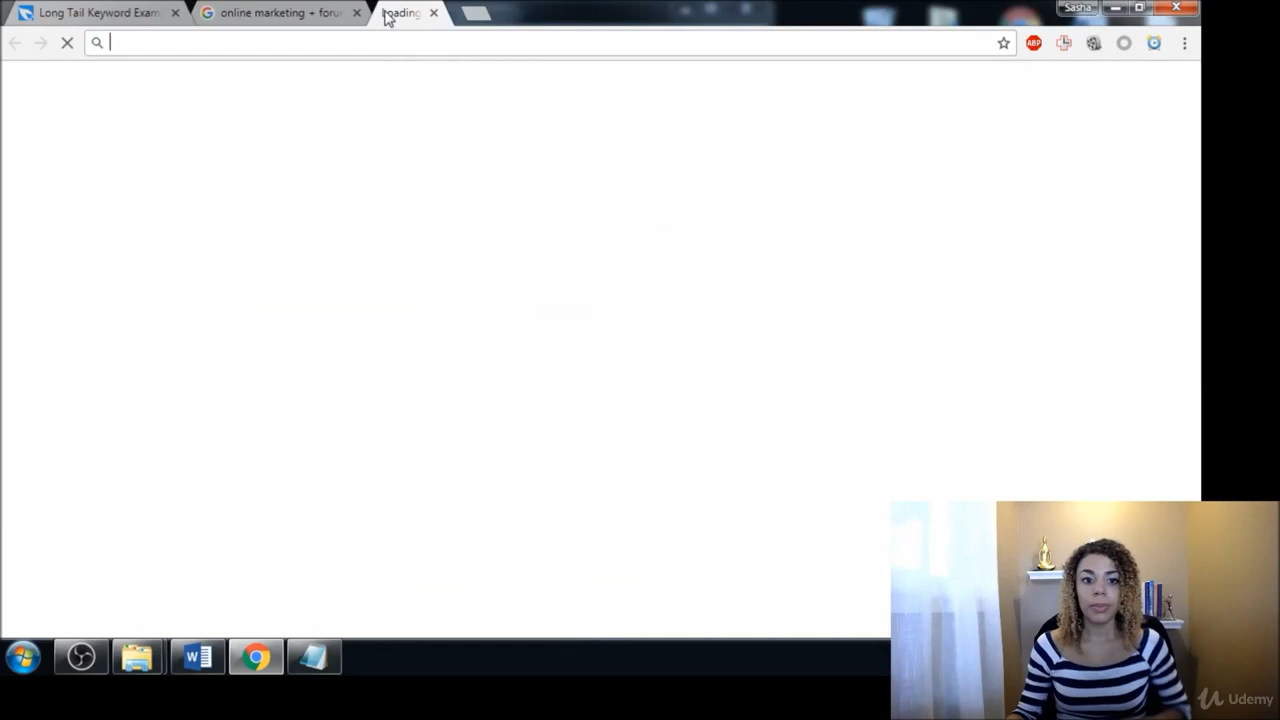 Long Tail Keyword Exam
online marketing + foru
Loading
Sasha
ABP
Udemy